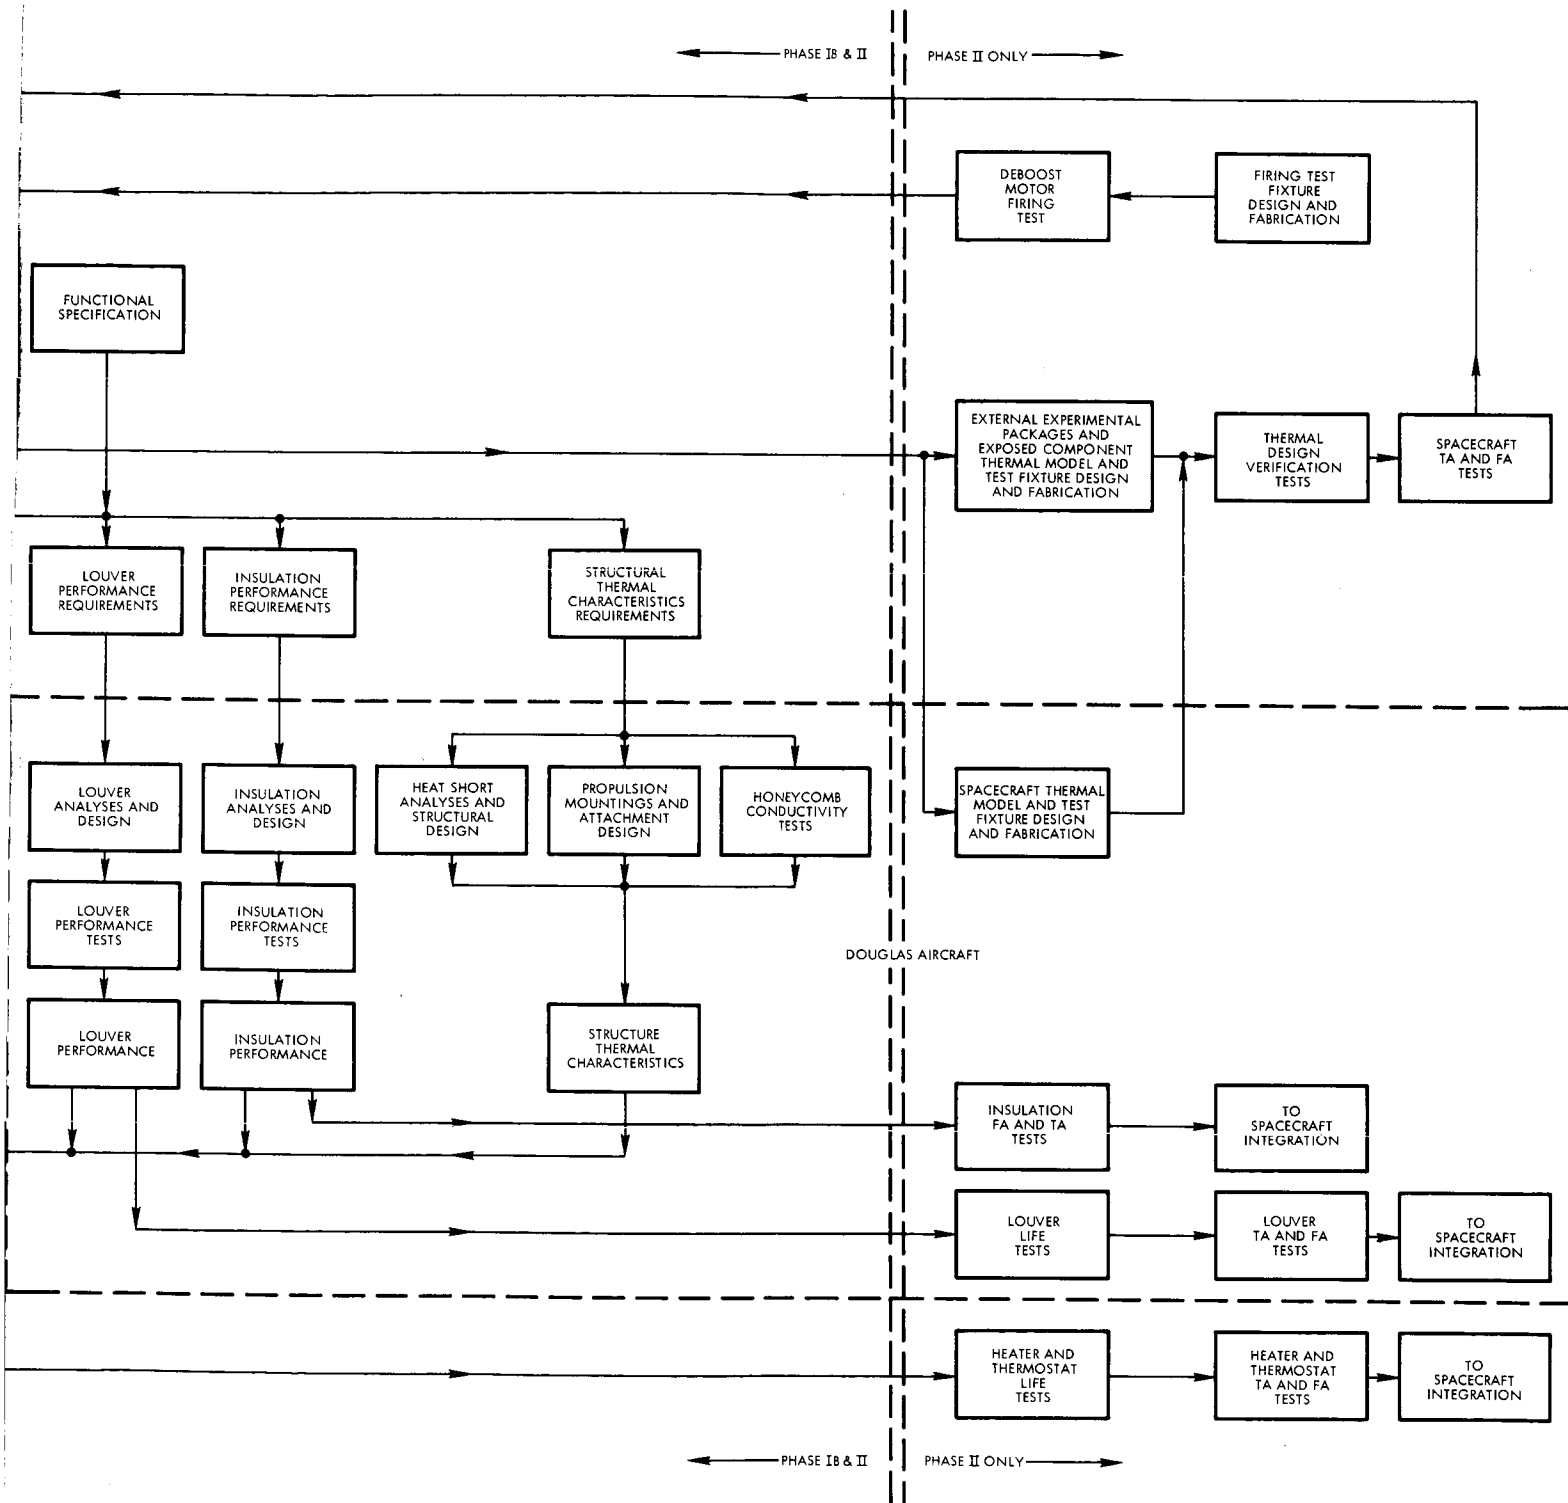 PHASE IB & II
PHASE II ONLY
DEBOOST
MOTOR
FIRING
TEST
FIRING TEST
FIXTURE
DESIGN AND
FABRICATION
FUNCTIONAL
SPECIFICATION
EXTERNAL EXPERIMENTAL
PACKAGES AND
EXPOSED COMPONENT
THERMAL MODEL AND
TEST FIXTURE DESIGN
AND FABRICATION
THERMAL
DESIGN
VERIFICATION
TESTS
SPACECRAFT
TA AND FA
TESTS
LOUVER
PERFORMANCE
REQUIREMENTS
INSULATION
PERFORMANCE
REQUIREMENTS
STRUCTURAL
THERMAL
CHARACTERISTICS
REQUIREMENTS
LOUVER
ANALYSES AND
DESIGN
INSULATION
ANALYSES AND
DESIGN
HEAT SHORT
ANALYSES AND
STRUCTURAL
DESIGN
PROPULSION
MOUNTINGS AND
ATTACHMENT
DESIGN
HONEYCOMB
CONDUCTIVITY
TESTS
SPACECRAFT THERMAL
MODEL AND TEST
FIXTURE DESIGN
AND FABRICATION
LOUVER
PERFORMANCE
TESTS
INSULATION
PERFORMANCE
TESTS
DOUGLAS AIRCRAFT
LOUVER
PERFORMANCE
INSULATION
PERFORMANCE
STRUCTURE
THERMAL
CHARACTERISTICS
INSULATION
FA AND TA
TESTS
TO
SPACECRAFT
INTEGRATION
LOUVER
LIFE
TESTS
LOUVER
TA AND FA
TESTS
TO
SPACECRAFT
INTEGRATION
HEATER AND
THERMOSTAT
LIFE
TESTS
HEATER AND
THERMOSTAT
TA AND FA
TESTS
TO
SPACECRAFT
INTEGRATION
PHASE IB & II
PHASE II ONLY